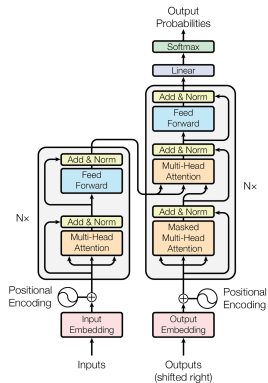 Output
Probabilities
Softmax
Linear
Add & Norm
Feed
Forward
Add & Norm
Multi-Head
Attention
Add & Norm
Masked
Multi-Head
Attention
N×
Add & Norm
Feed
Forward
Add & Norm
Multi-Head
Attention
N×
Positional
Encoding
Positional
Encoding
Input
Embedding
Output
Embedding
Inputs
Outputs
(shifted right)